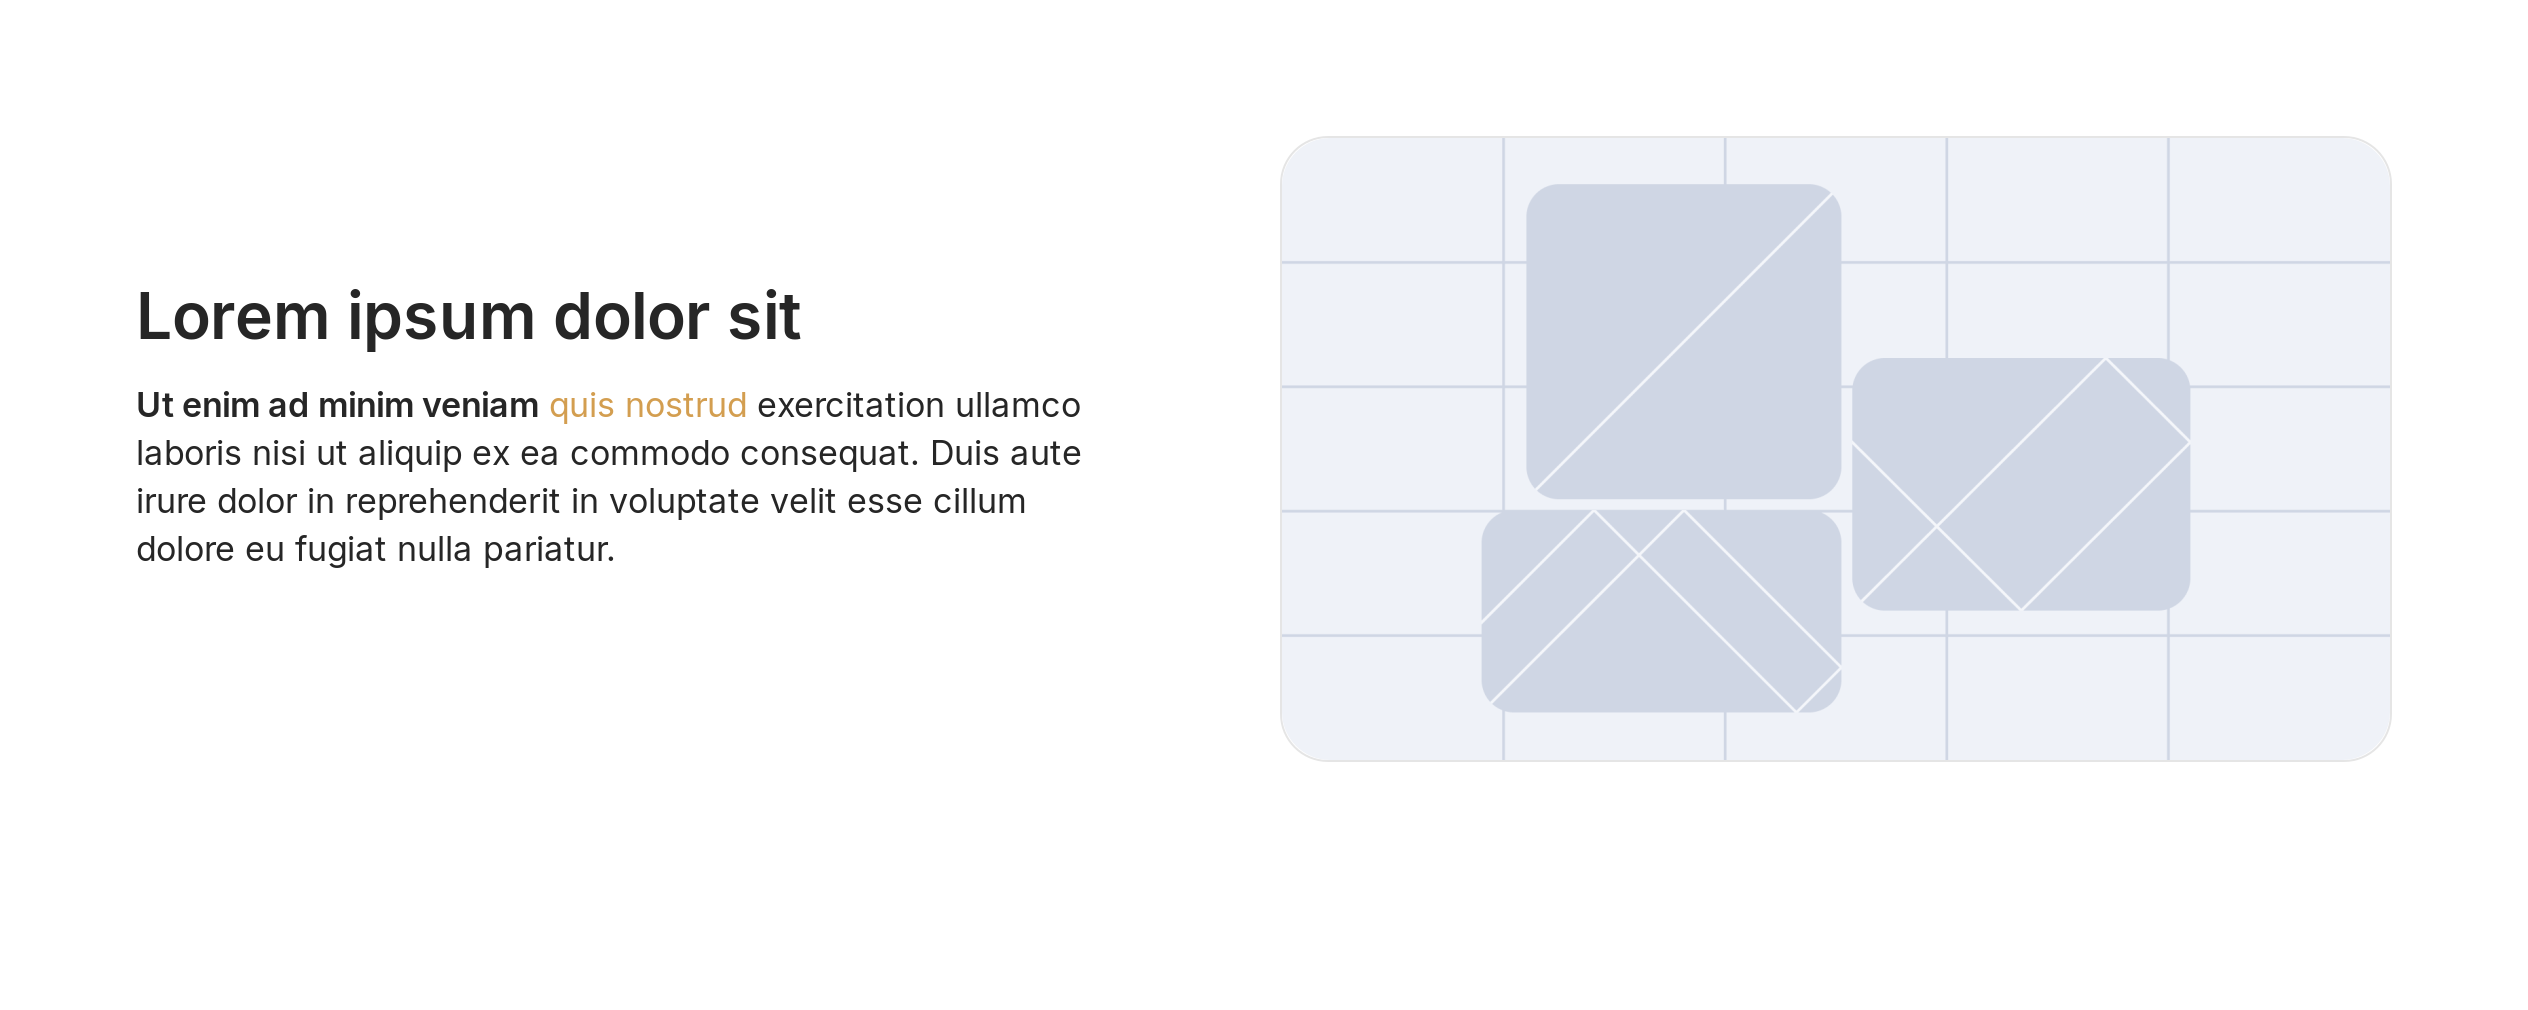 Lorem ipsum dolor sit
Ut enim ad minim veniam quis nostrud exercitation ullamco
laboris nisi ut aliquip ex ea commodo consequat. Duis aute
irure dolor in reprehenderit in voluptate velit esse cillum
dolore eu fugiat nulla pariatur.